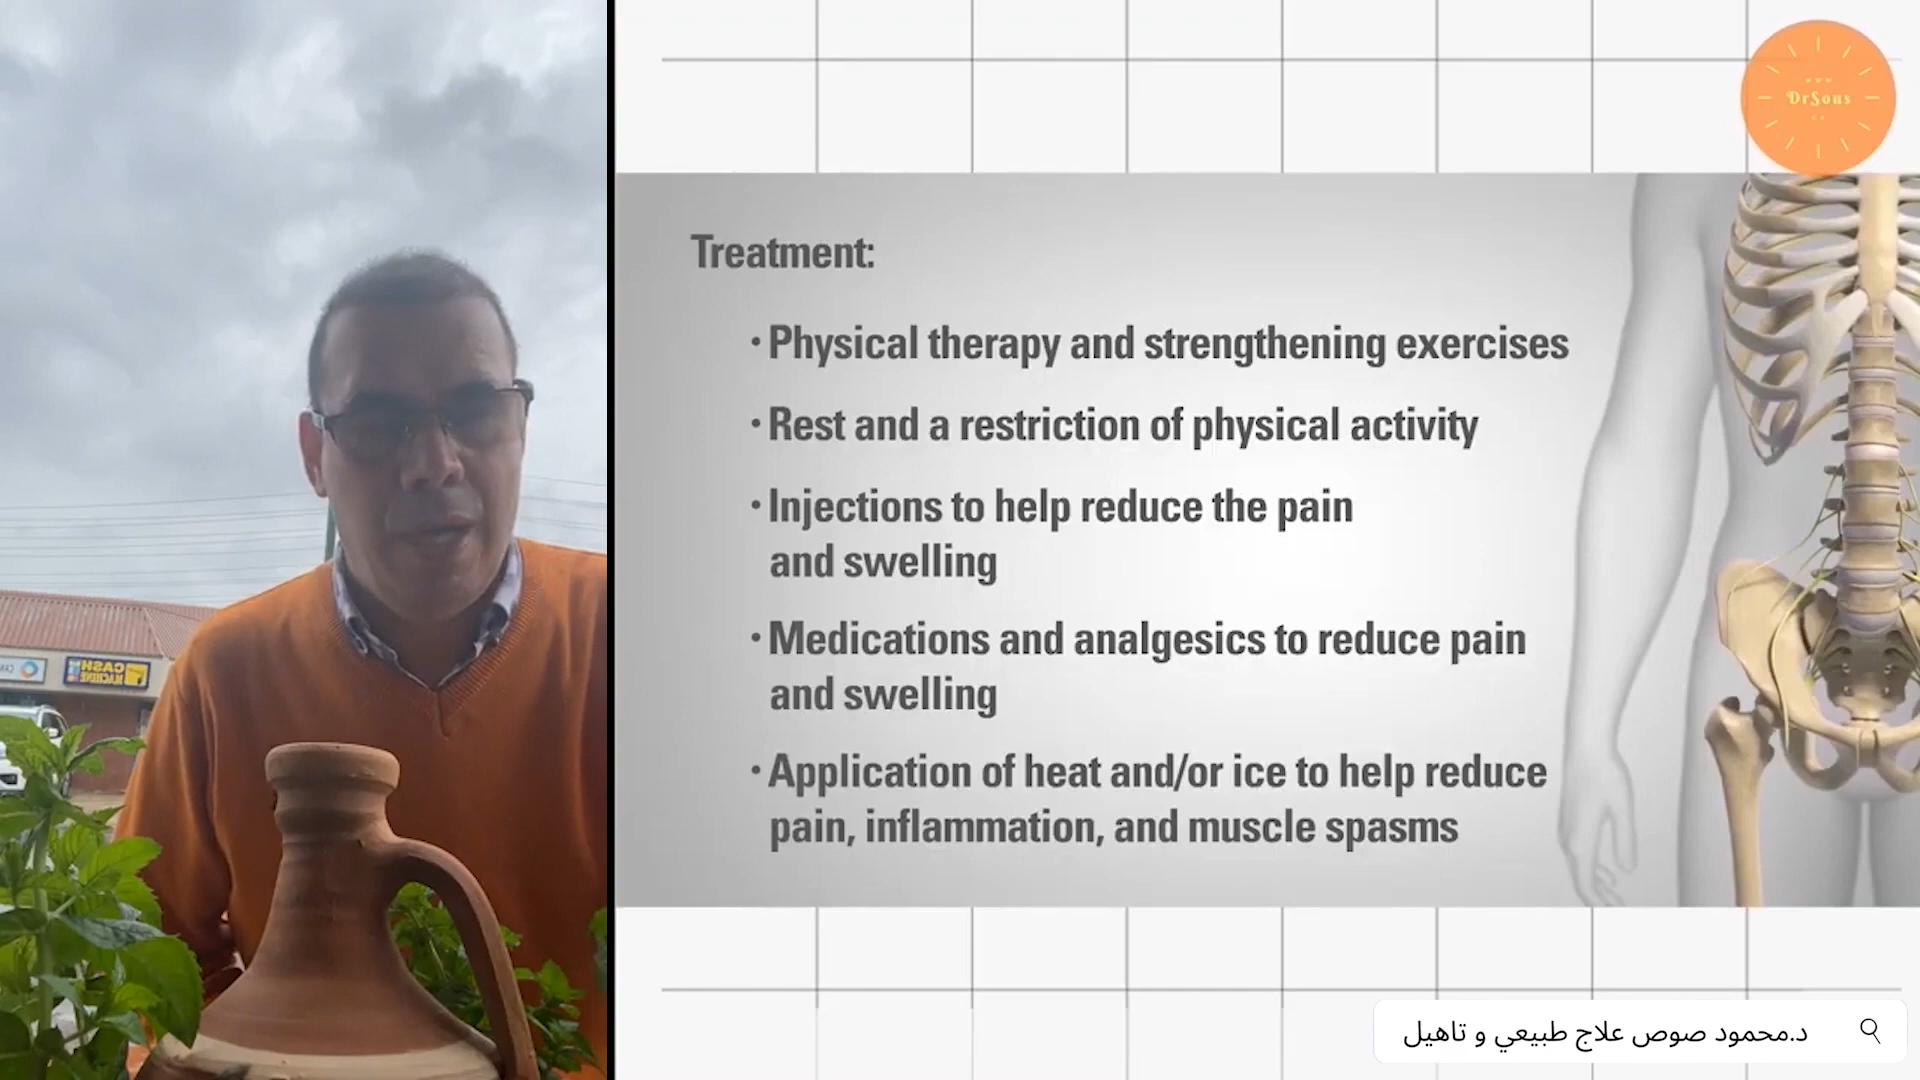 CASH
MACHINE
WWW
DrSous
Treatment:
· Physical therapy and strengthening exercises
· Rest and a restriction of physical activity
· Injections to help reduce the pain
and swelling
· Medications and analgesics to reduce pain
and swelling
· Application of heat and/or ice to help reduce
pain, inflammation, and muscle spasms
د.محمود صوص علاج طبيعي و تاهيل